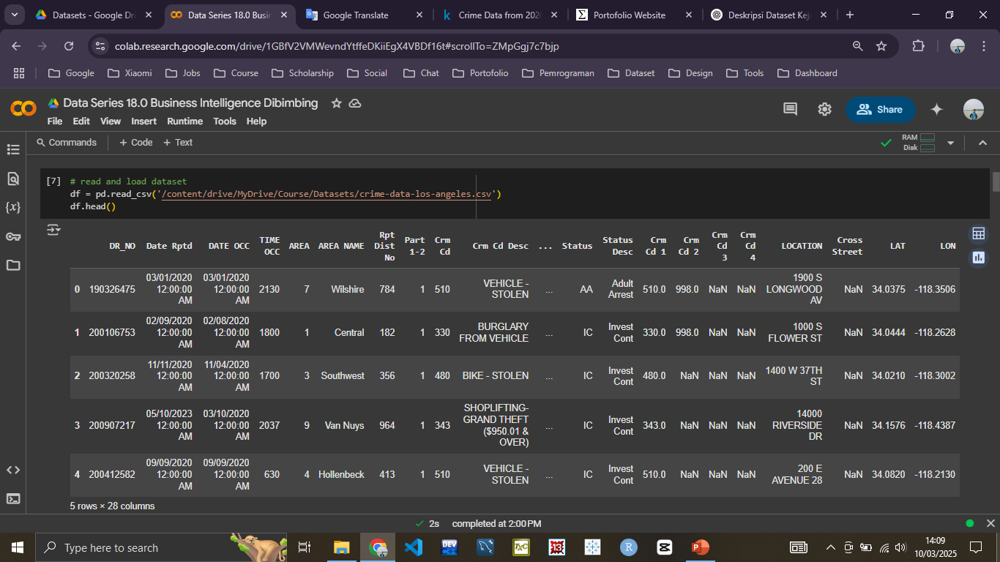 Datasets - Google Dri
Data Series 18.0 Busin
Google Translate
Crime Data from 202
Portofolio Website
Deskripsi Dataset Kej
colab.research.google.com/drive/1GBfV2VMWevndYtffeDKiiEgX4VBDf16t#scrollTo=ZMpGgj7c7bjp
Google Xiaomi Jobs Course Scholarship Social Chat Portofolio Pemrograman Dataset Design Tools Dashboard
Data Series 18.0 Business Intelligence Dibimbing
File Edit View Insert Runtime Tools Help
Share
Commands + Code + Text
RAM
Disk
[7] # read and load dataset
df = pd.read_csv('/content/drive/MyDrive/Course/Datasets/crime-data-los-angeles.csv')
df.head()
DR_NO Date Rptd DATE OCC TIME OCC AREA AREA NAME Rpt Dist No Part 1-2 Crm Cd Crm Cd Desc ... Status Status Desc Crm Cd 1 Crm Cd 2 Crm Cd 3 Crm Cd 4 LOCATION Cross Street LAT LON
0 190326475 03/01/2020 12:00:00 AM 03/01/2020 12:00:00 AM 2130 7 Wilshire 784 1 510 VEHICLE - STOLEN ... AA Adult Arrest 510.0 998.0 NaN NaN 1900 S LONGWOOD AV NaN 34.0375 -118.3506
1 200106753 02/09/2020 12:00:00 AM 02/08/2020 12:00:00 AM 1800 1 Central 182 1 330 BURGLARY FROM VEHICLE ... IC Invest Cont 330.0 998.0 NaN NaN 1000 S FLOWER ST NaN 34.0444 -118.2628
2 200320258 11/11/2020 12:00:00 AM 11/04/2020 12:00:00 AM 1700 3 Southwest 356 1 480 BIKE - STOLEN ... IC Invest Cont 480.0 NaN NaN NaN 1400 W 37TH ST NaN 34.0210 -118.3002
3 200907217 05/10/2023 12:00:00 AM 03/10/2020 12:00:00 AM 2037 9 Van Nuys 964 1 343 SHOPLIFTING-GRAND THEFT ($950.01 & OVER) ... IC Invest Cont 343.0 NaN NaN NaN 14000 RIVERSIDE DR NaN 34.1576 -118.4387
4 200412582 09/09/2020 12:00:00 AM 09/09/2020 12:00:00 AM 630 4 Hollenbeck 413 1 510 VEHICLE - STOLEN ... IC Invest Cont 510.0 NaN NaN NaN 200 E AVENUE 28 NaN 34.0820 -118.2130
5 rows × 28 columns
2s completed at 2:00 PM
Type here to search
DEV
TXC
13
R
14:09
10/03/2025